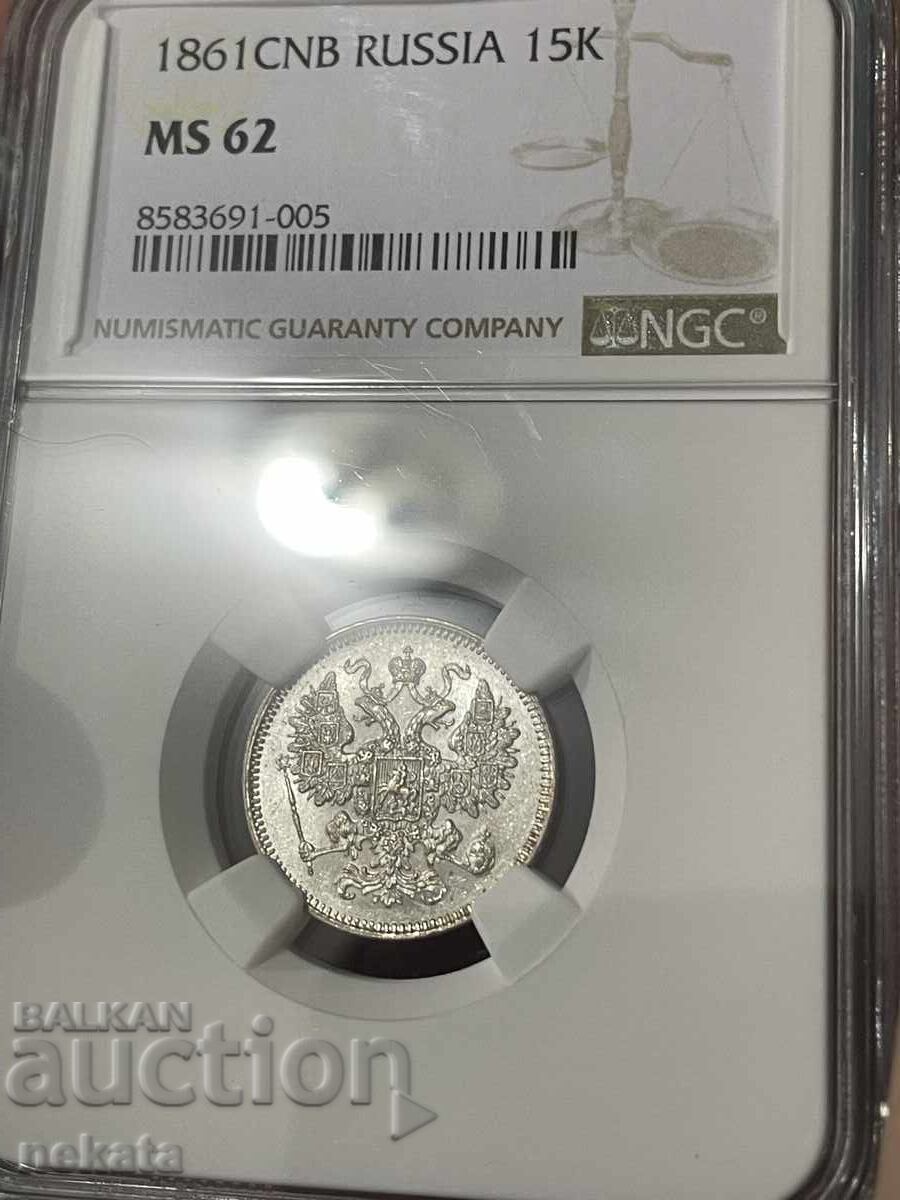 1861CNB RUSSIA 15K
MS 62
8583691-005
NUMISMATIC GUARANTY COMPANY NGC®
BALKAN
auction
nekata